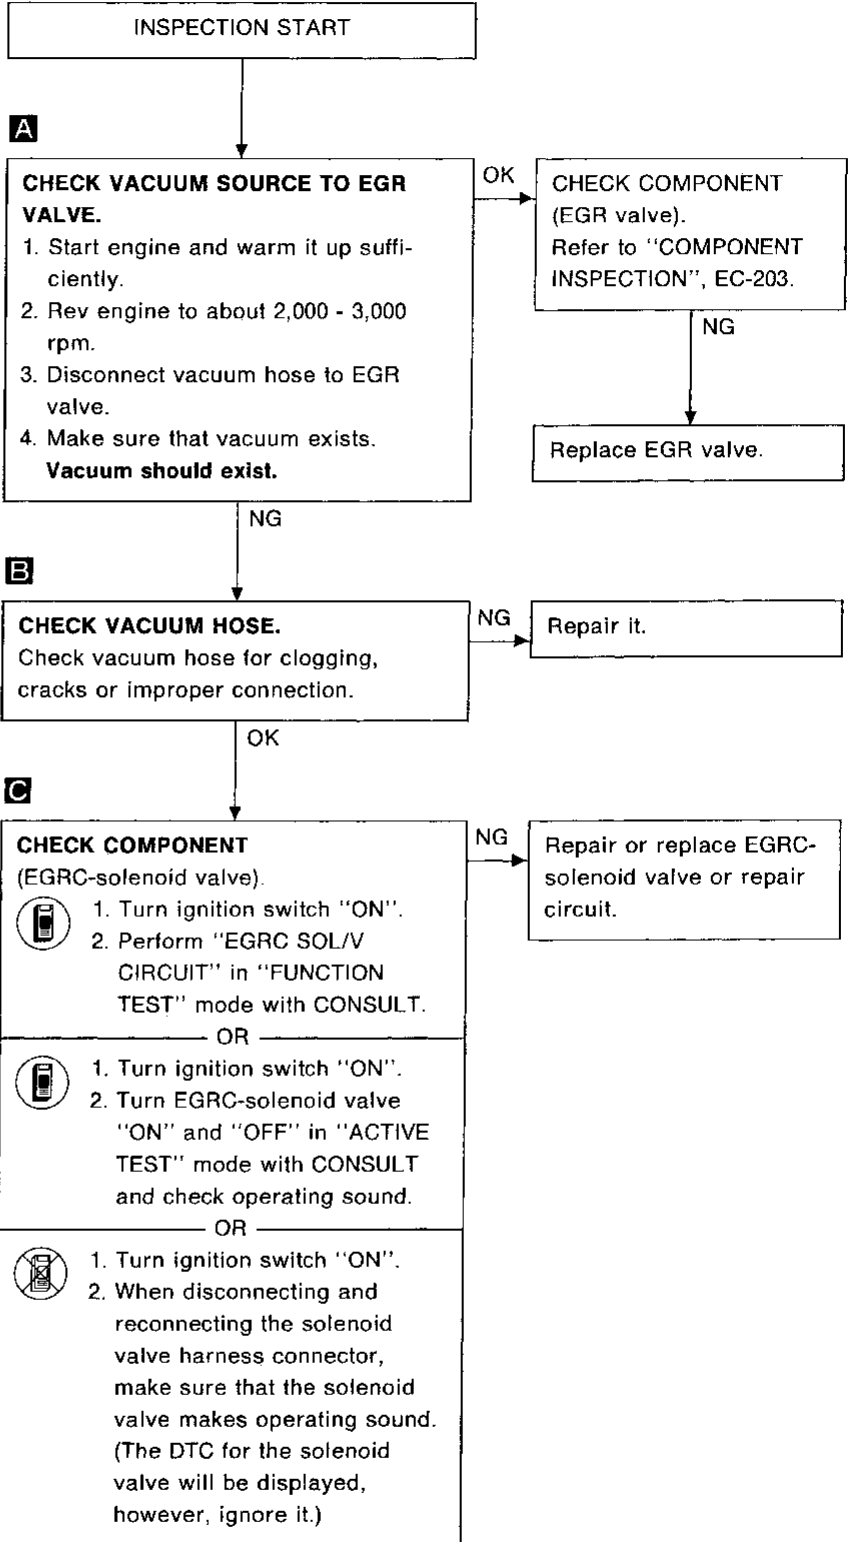 INSPECTION START
A
CHECK VACUUM SOURCE TO EGR
VALVE.
1. Start engine and warm it up suffi-
ciently.
2. Rev engine to about 2,000 - 3,000
rpm.
3. Disconnect vacuum hose to EGR
valve.
4. Make sure that vacuum exists.
Vacuum should exist.
OK
CHECK COMPONENT
(EGR valve).
Refer to "COMPONENT
INSPECTION", EC-203.
NG
Replace EGR valve.
NG
B
CHECK VACUUM HOSE.
Check vacuum hose for clogging,
cracks or improper connection.
NG
Repair it.
OK
C
CHECK COMPONENT
(EGRC-solenoid valve).
1. Turn ignition switch "ON".
2. Perform "EGRC SOL/V
CIRCUIT" in "FUNCTION
TEST" mode with CONSULT.
OR
1. Turn ignition switch "ON".
2. Turn EGRC-solenoid valve
"ON" and "OFF" in "ACTIVE
TEST" mode with CONSULT
and check operating sound.
OR
1. Turn ignition switch "ON".
2. When disconnecting and
reconnecting the solenoid
valve harness connector,
make sure that the solenoid
valve makes operating sound.
(The DTC for the solenoid
valve will be displayed,
however, ignore it.)
NG
Repair or replace EGRC-
solenoid valve or repair
circuit.